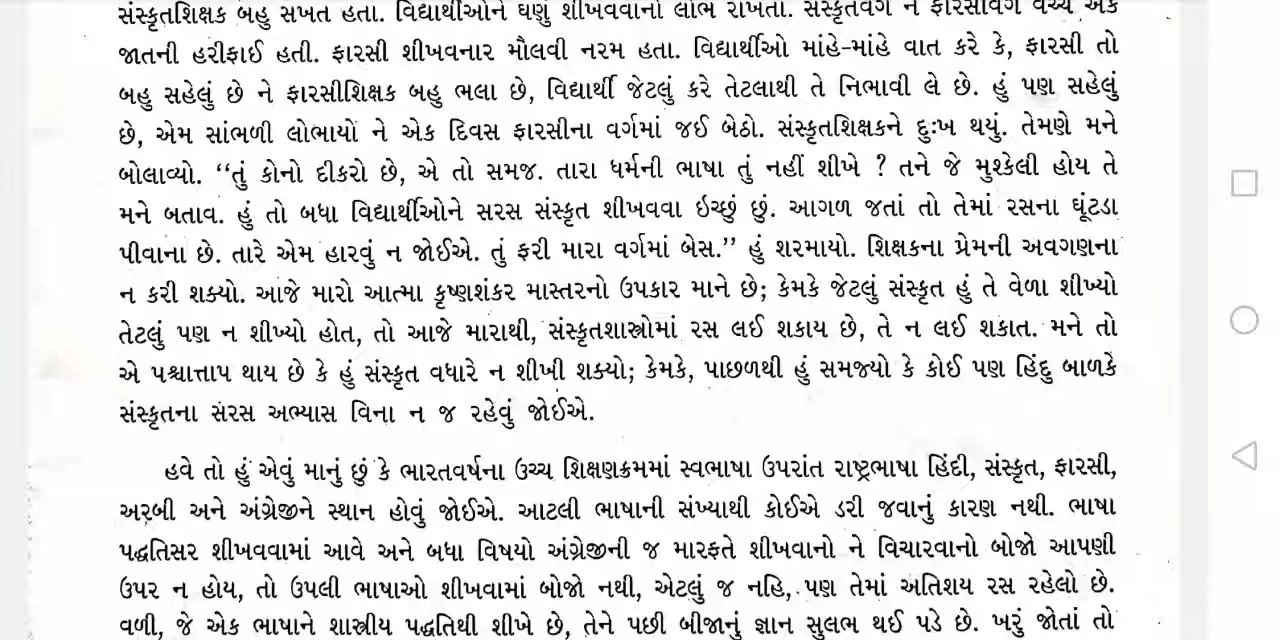 સંસ્કૃતશિક્ષક બહુ સખત હતા. વિદ્યાર્થીઓને ઘણું શીખવવાનો લોભ રાખતા. સંસ્કૃતવર્ગ ને ફારસીવર્ગ વચ્ચે એક
જાતની હરીફાઈ હતી. ફારસી શીખવનાર મૌલવી નરમ હતા. વિદ્યાર્થીઓ માંહે-માંહે વાત કરે કે, ફારસી તો
બહુ સહેલું છે ને ફારસીશિક્ષક બહુ ભલા છે, વિદ્યાર્થી જેટલું કરે તેટલાથી તે નિભાવી લે છે. હું પણ સહેલું
છે, એમ સાંભળી લોભાયો ને એક દિવસ ફારસીના વર્ગમાં જઈ બેઠો. સંસ્કૃતશિક્ષકને દુઃખ થયું. તેમણે મને
બોલાવ્યો. “તું કોનો દીકરો છે, એ તો સમજ. તારા ધર્મની ભાષા તું નહીં શીખે ? તને જે મુશ્કેલી હોય તે
મને બતાવ. હું તો બધા વિદ્યાર્થીઓને સરસ સંસ્કૃત શીખવવા ઇચ્છું છું. આગળ જતાં તો તેમાં રસના ઘૂંટડા
પીવાના છે. તારે એમ હારવું ન જોઈએ. તું ફરી મારા વર્ગમાં બેસ.” હું શરમાયો. શિક્ષકના પ્રેમની અવગણના
ન કરી શક્યો. આજે મારો આત્મા કૃષ્ણશંકર માસ્તરનો ઉપકાર માને છે; કેમકે જેટલું સંસ્કૃત હું તે વેળા શીખ્યો
તેટલું પણ ન શીખ્યો હોત, તો આજે મારાથી, સંસ્કૃતશાસ્ત્રોમાં રસ લઈ શકાય છે, તે ન લઈ શકાત. મને તો
એ પશ્ચાત્તાપ થાય છે કે હું સંસ્કૃત વધારે ન શીખી શક્યો; કેમકે, પાછળથી હું સમજ્યો કે કોઈ પણ હિંદુ બાળકે
સંસ્કૃતના સરસ અભ્યાસ વિના ન જ રહેવું જોઈએ.
હવે તો હું એવું માનું છું કે ભારતવર્ષના ઉચ્ચ શિક્ષણક્રમમાં સ્વભાષા ઉપરાંત રાષ્ટ્રભાષા હિંદી, સંસ્કૃત, ફારસી,
અરબી અને અંગ્રેજીને સ્થાન હોવું જોઈએ. આટલી ભાષાની સંખ્યાથી કોઈએ ડરી જવાનું કારણ નથી. ભાષા
પદ્ધતિસર શીખવવામાં આવે અને બધા વિષયો અંગ્રેજીની જ મારફતે શીખવાનો ને વિચારવાનો બોજો આપણી
ઉપર ન હોય, તો ઉપલી ભાષાઓ શીખવામાં બોજો નથી, એટલું જ નહિ, પણ તેમાં અતિશય રસ રહેલો છે.
વળી, જે એક ભાષાને શાસ્ત્રીય પદ્ધતિથી શીખે છે, તેને પછી બીજાનું જ્ઞાન સુલભ થઈ પડે છે. ખરું જોતાં તો